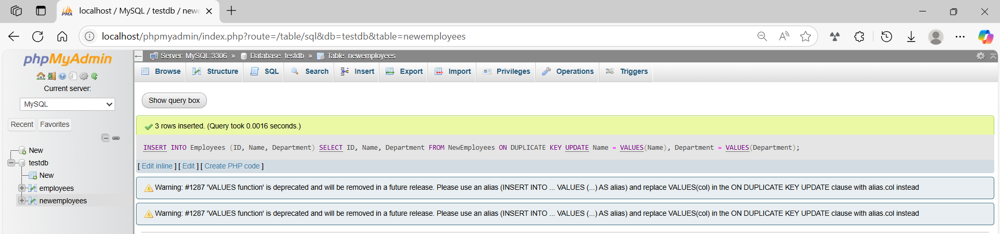 localhost / MySQL / testdb / newe
localhost/phpmyadmin/index.php?route=/table/sql&db=testdb&table=newemployees
phpMyAdmin
Current server:
MySQL
Recent Favorites
New
testdb
New
employees
newemployees
Server: MySQL:3306 » Database: testdb » Table: newemployees
Browse Structure SQL Search Insert Export Import Privileges Operations Triggers
Show query box
3 rows inserted. (Query took 0.0016 seconds.)
INSERT INTO Employees (ID, Name, Department) SELECT ID, Name, Department FROM NewEmployees ON DUPLICATE KEY UPDATE Name = VALUES(Name), Department = VALUES(Department);
[ Edit inline ] [ Edit ] [ Create PHP code ]
Warning: #1287 'VALUES function' is deprecated and will be removed in a future release. Please use an alias (INSERT INTO ... VALUES (...) AS alias) and replace VALUES(col) in the ON DUPLICATE KEY UPDATE clause with alias.col instead
Warning: #1287 'VALUES function' is deprecated and will be removed in a future release. Please use an alias (INSERT INTO ... VALUES (...) AS alias) and replace VALUES(col) in the ON DUPLICATE KEY UPDATE clause with alias.col instead